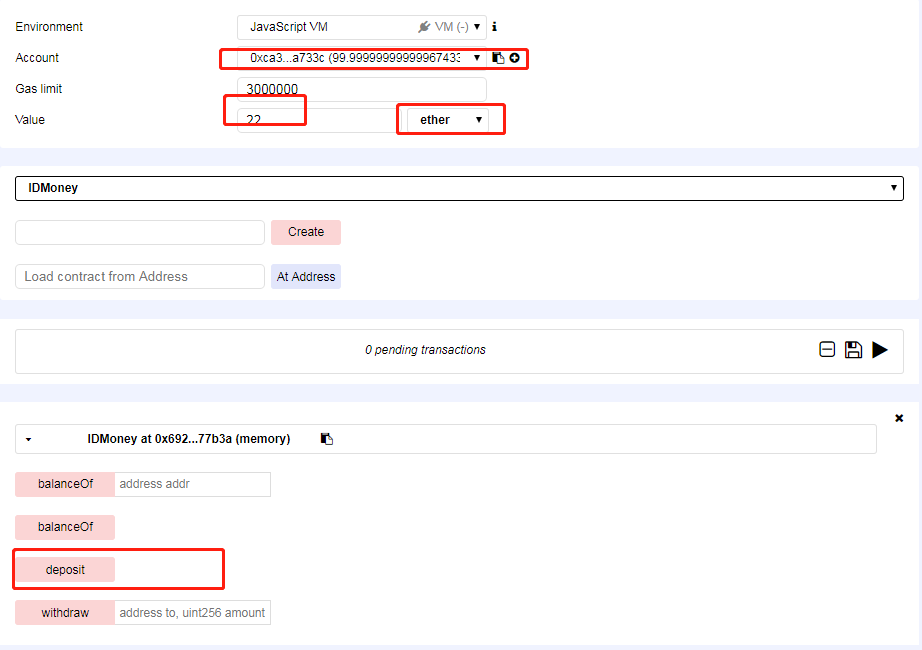 Environment JavaScript VM VM (-)
Account 0xca3...a733c (99.99999999999967433
Gas limit 3000000
Value 22 ether
IDMoney
Create
Load contract from Address At Address
0 pending transactions
IDMoney at 0x692...77b3a (memory)
balanceOf address addr
balanceOf
deposit
withdraw address to, uint256 amount